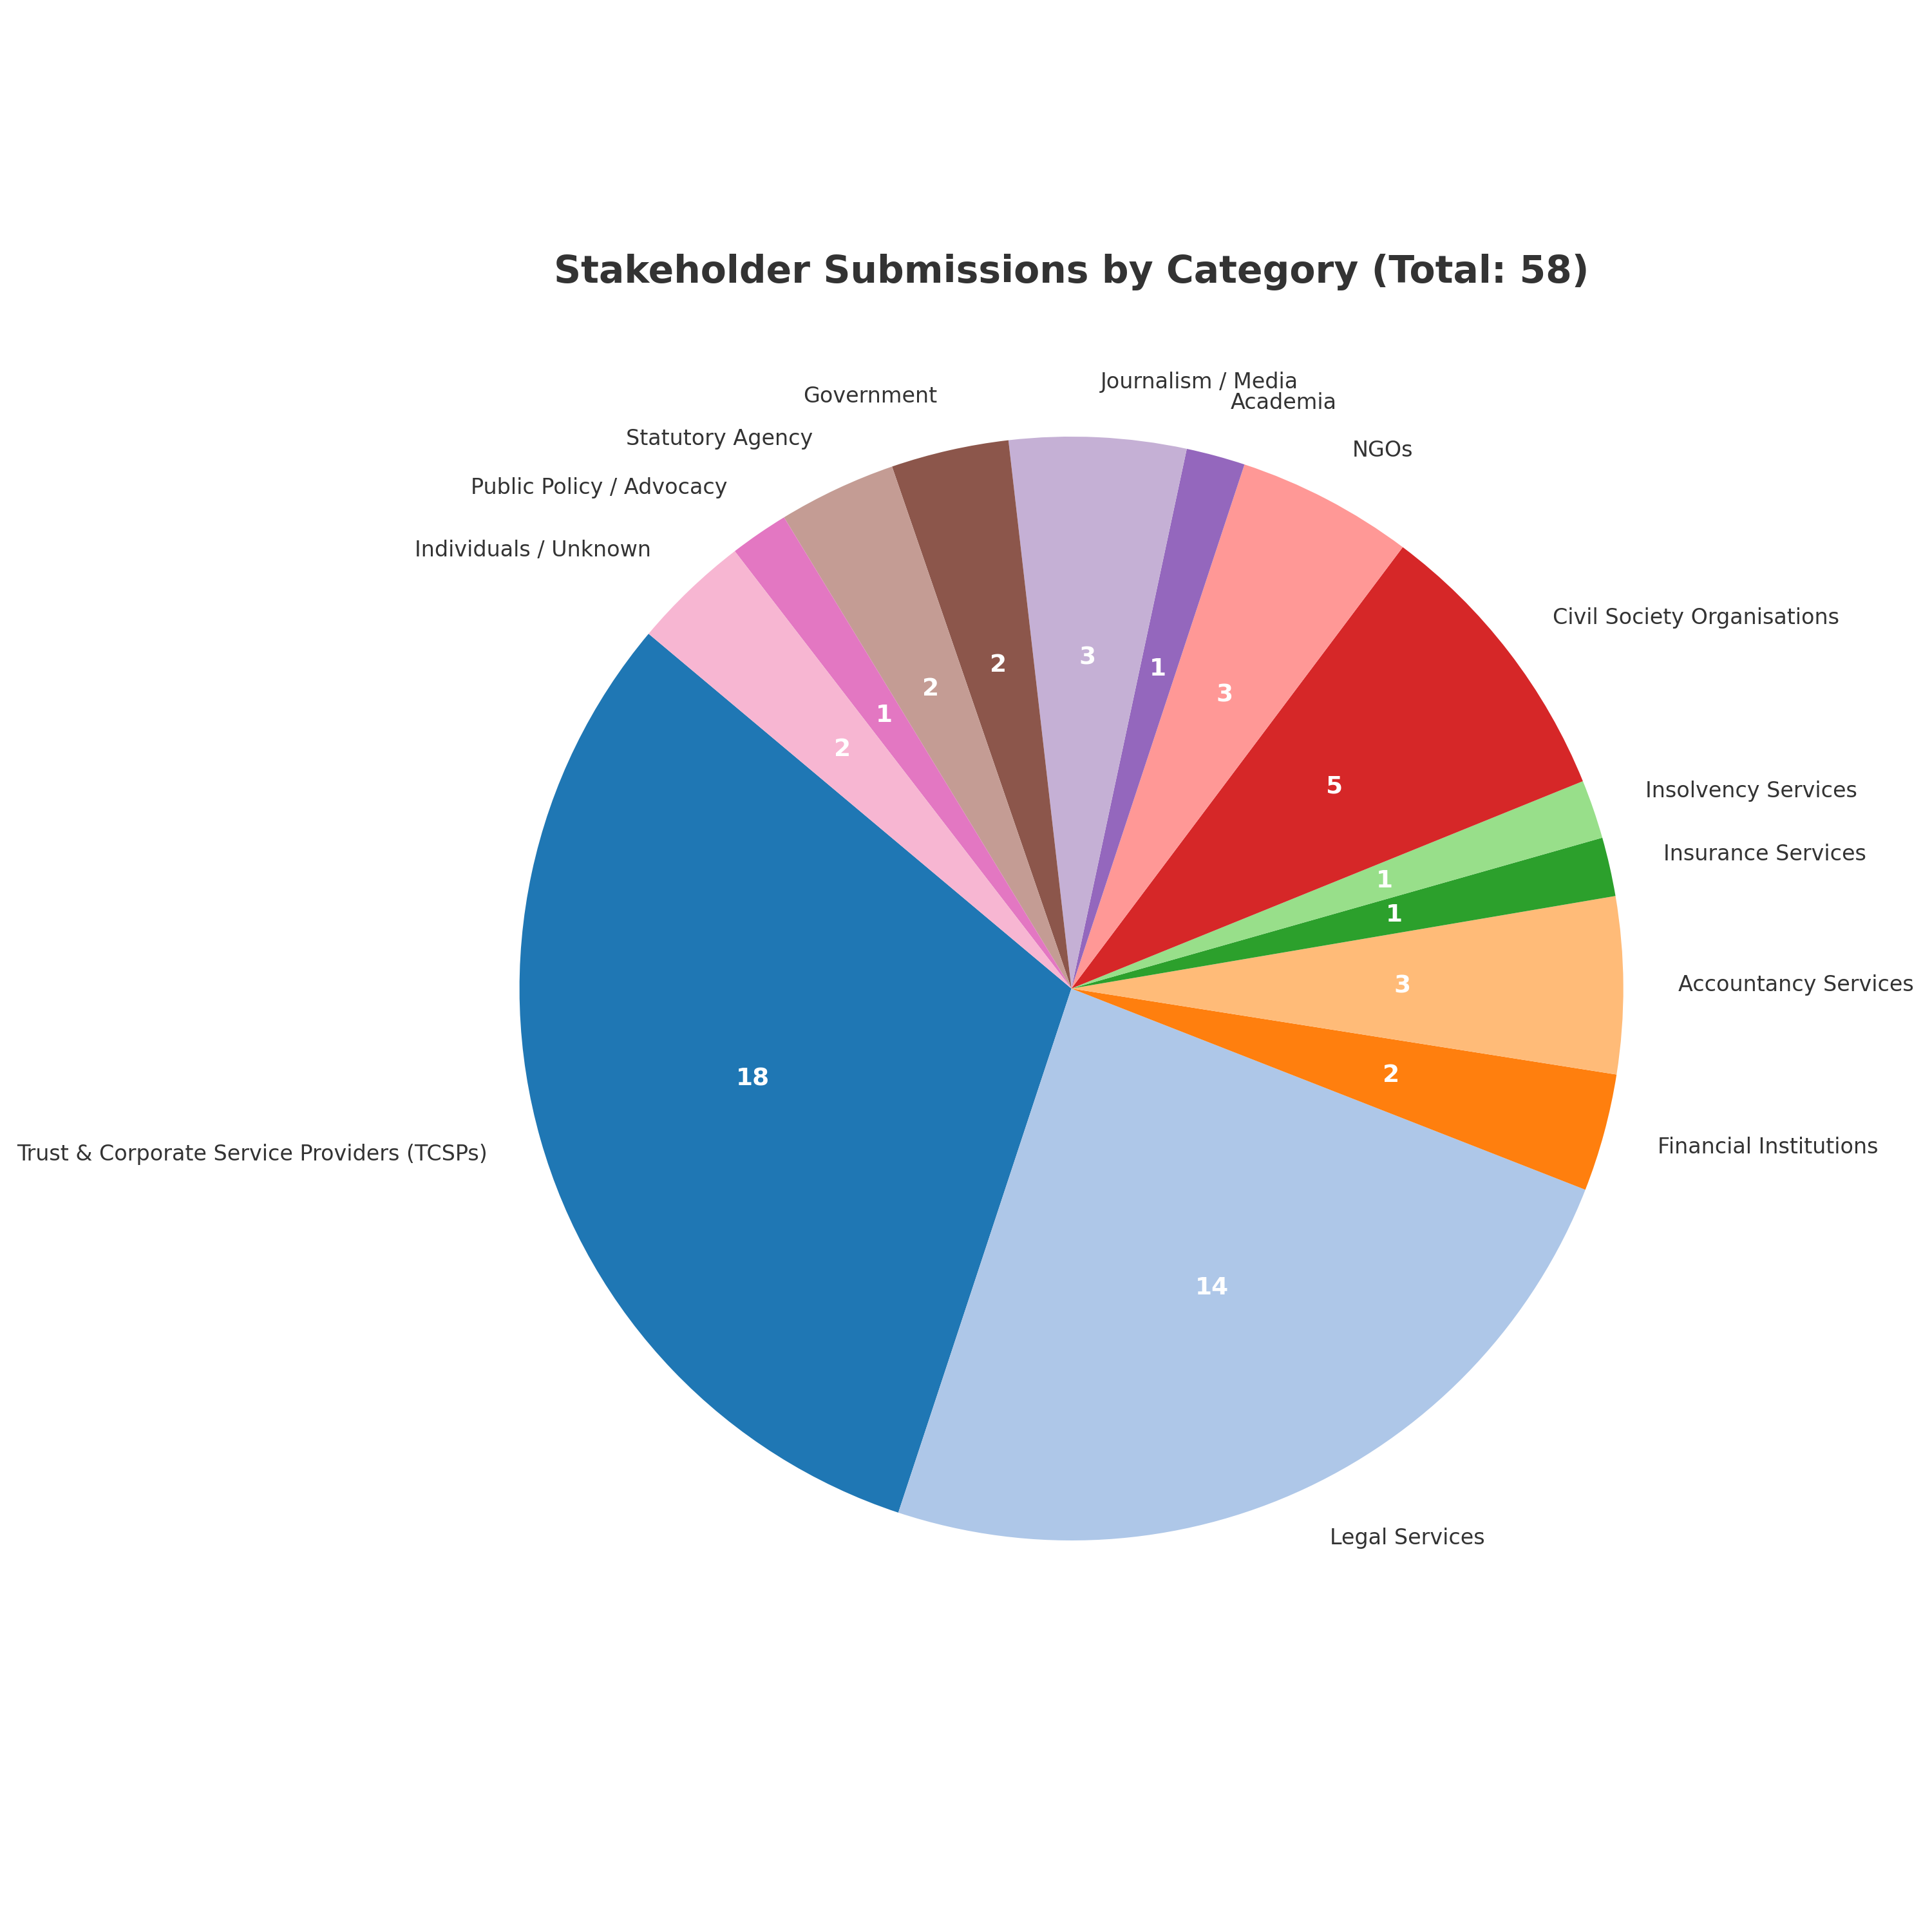 Stakeholder Submissions by Category (Total: 58)
Journalism / Media
Government
Academia
Statutory Agency
NGOs
Public Policy / Advocacy
Individuals / Unknown
Civil Society Organisations
3
2
1
2
3
1
2
5
Insolvency Services
Insurance Services
1
1
3
Accountancy Services
18
2
Trust & Corporate Service Providers (TCSPs)
Financial Institutions
14
Legal Services